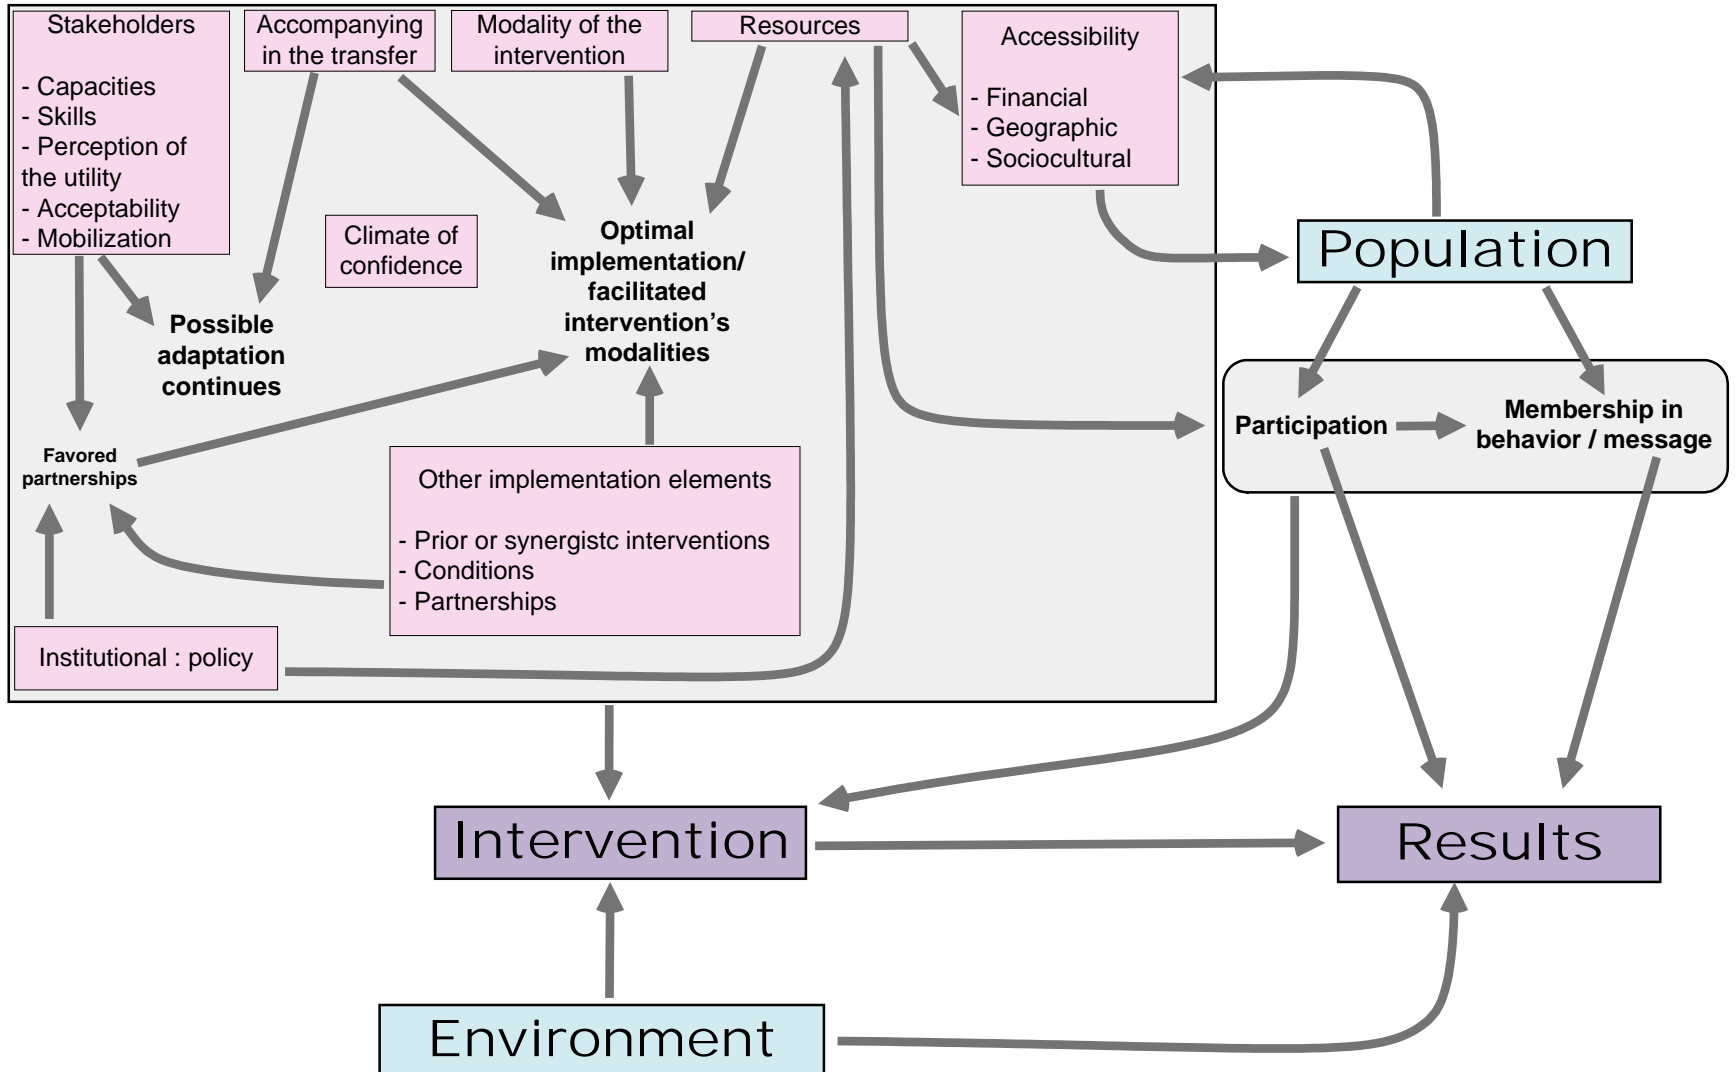 Stakeholders
- Capacities
- Skills
- Perception of
the utility
- Acceptability
- Mobilization
Accompanying
in the transfer
Modality of the
intervention
Resources
Accessibility
- Financial
- Geographic
- Sociocultural
Climate of
confidence
Optimal
implementation/
facilitated
intervention’s
modalities
Possible
adaptation
continues
Population
Participation
Membership in
behavior / message
Favored
partnerships
Other implementation elements
- Prior or synergistc interventions
- Conditions
- Partnerships
Institutional : policy
Intervention
Results
Environment